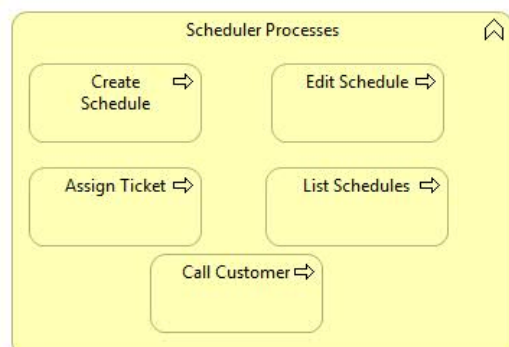 Scheduler Processes
Create
Schedule
Edit Schedule
Assign Ticket
List Schedules
Call Customer